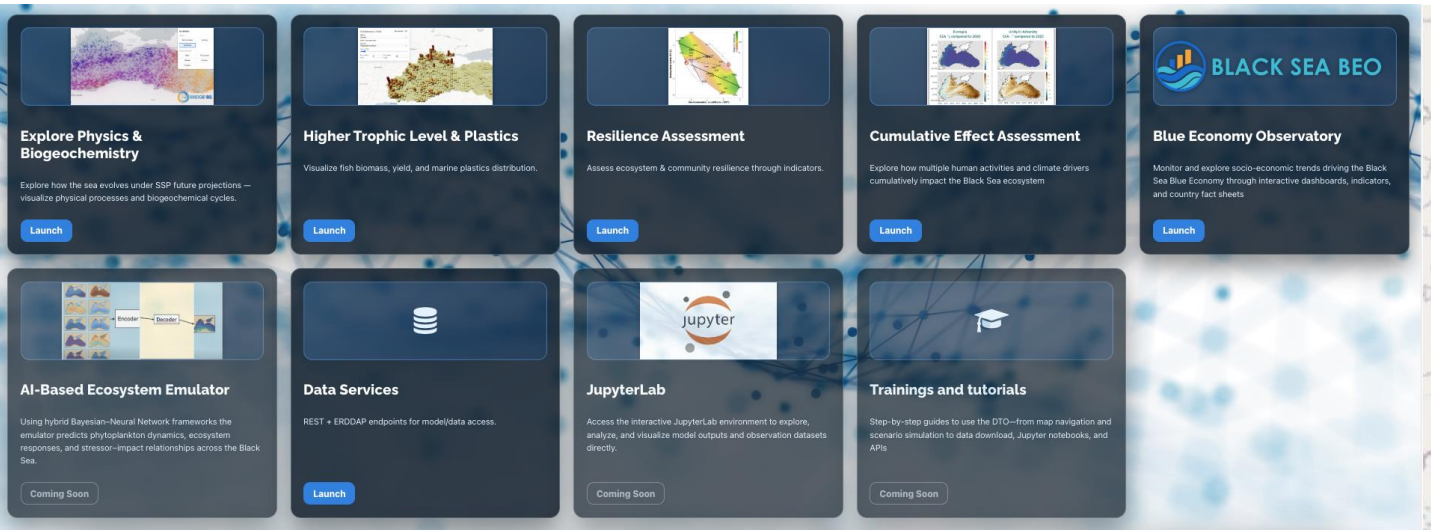 BLACK SEA BEO
Explore Physics &
Biogeochemistry
Explore how the sea evolves under SSP future projections —
visualize physical processes and biogeochemical cycles.
Launch
Higher Trophic Level & Plastics
Visualize fish biomass, yield, and marine plastics distribution.
Launch
Resilience Assessment
Assess ecosystem & community resilience through indicators.
Launch
Cumulative Effect Assessment
Explore how multiple human activities and climate drivers
cumulatively impact the Black Sea ecosystem
Launch
Blue Economy Observatory
Monitor and explore socio-economic trends driving the Black
Sea Blue Economy through interactive dashboards, indicators,
and country fact sheets
Launch
Encoder
Decoder
AI-Based Ecosystem Emulator
Using hybrid Bayesian–Neural Network frameworks the
emulator predicts phytoplankton dynamics, ecosystem
responses, and stressor–impact relationships across the Black
Sea.
Coming Soon
Data Services
REST + ERDDAP endpoints for model/data access.
Launch
jupyter
JupyterLab
Access the interactive JupyterLab environment to explore,
analyze, and visualize model outputs and observation datasets
directly.
Coming Soon
Trainings and tutorials
Step-by-step guides to use the DTO—from map navigation and
scenario simulation to data download, Jupyter notebooks, and
APIs
Coming Soon